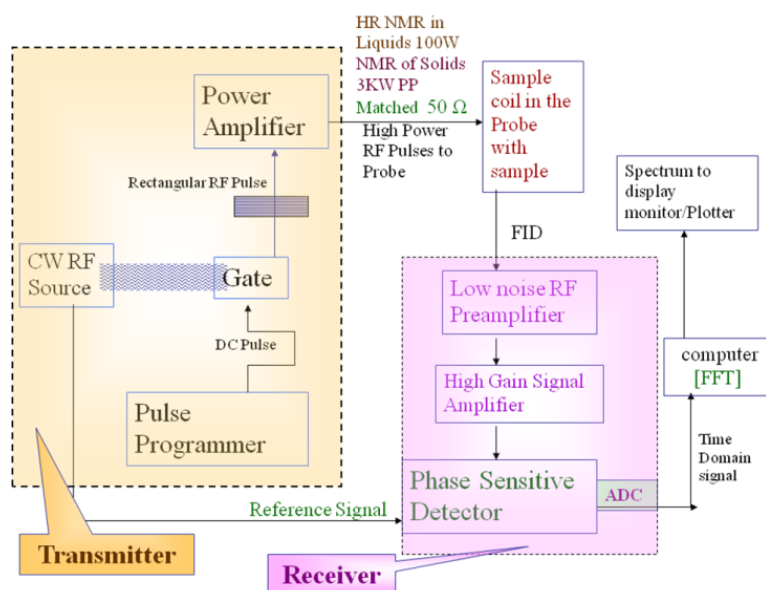 HR NMR in
Liquids 100W
NMR of Solids
3KW PP
Matched 50 Ω
High Power
RF Pulses to
Probe
Power
Amplifier
Sample
coil in the
Probe
with
sample
Rectangular RF Pulse
Spectrum to
display
monitor/Plotter
FID
CW RF
Source
Gate
Low noise RF
Preamplifier
DC Pulse
computer
[FFT]
High Gain Signal
Amplifier
Pulse
Programmer
Time
Domain
signal
Phase Sensitive
Detector
ADC
Reference Signal
Transmitter
Receiver